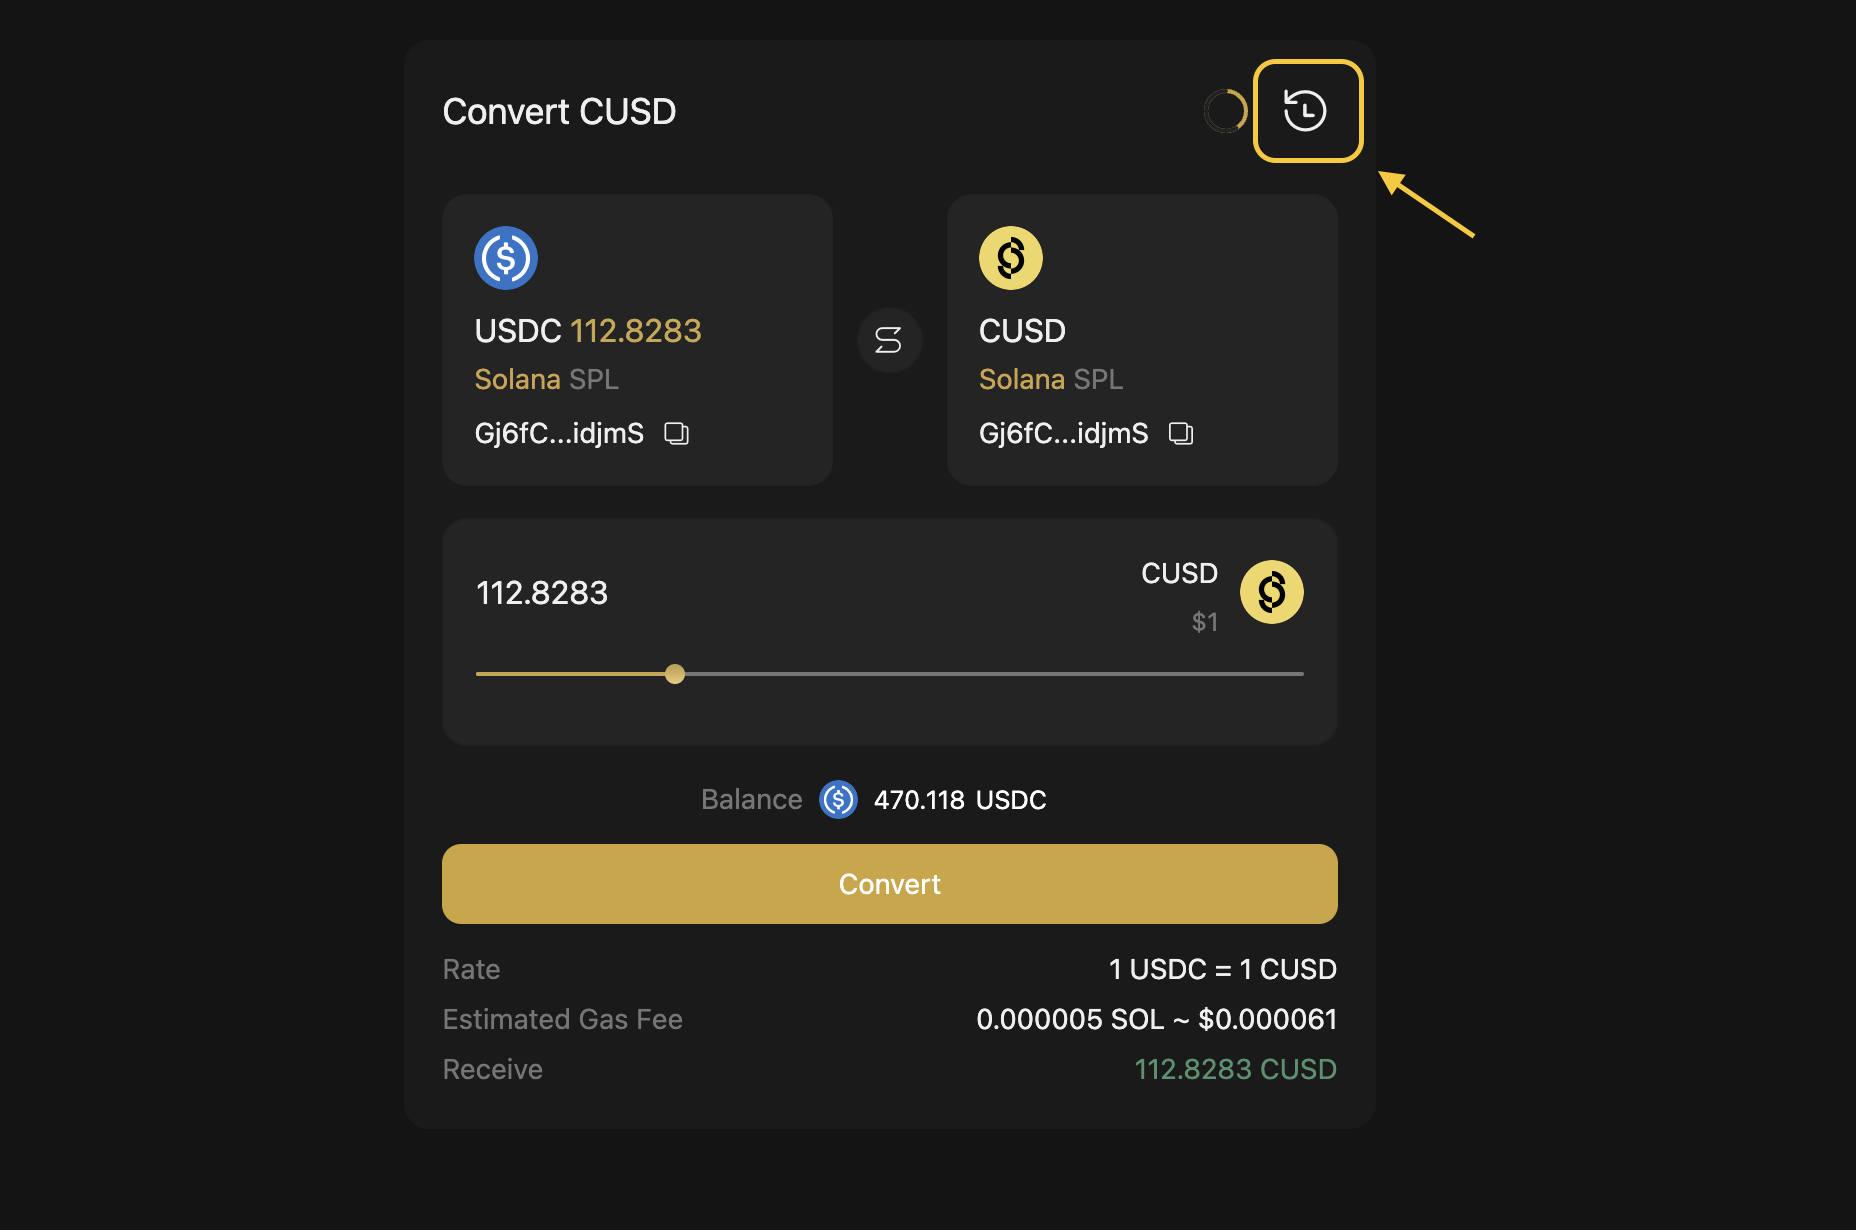 Convert CUSD
USDC 112.8283
Solana SPL
Gj6fC...idjmS
CUSD
Solana SPL
Gj6fC...idjmS
112.8283
CUSD
$1
Balance 470.118 USDC
Convert
Rate 1 USDC = 1 CUSD
Estimated Gas Fee 0.000005 SOL ~ $0.000061
Receive 112.8283 CUSD